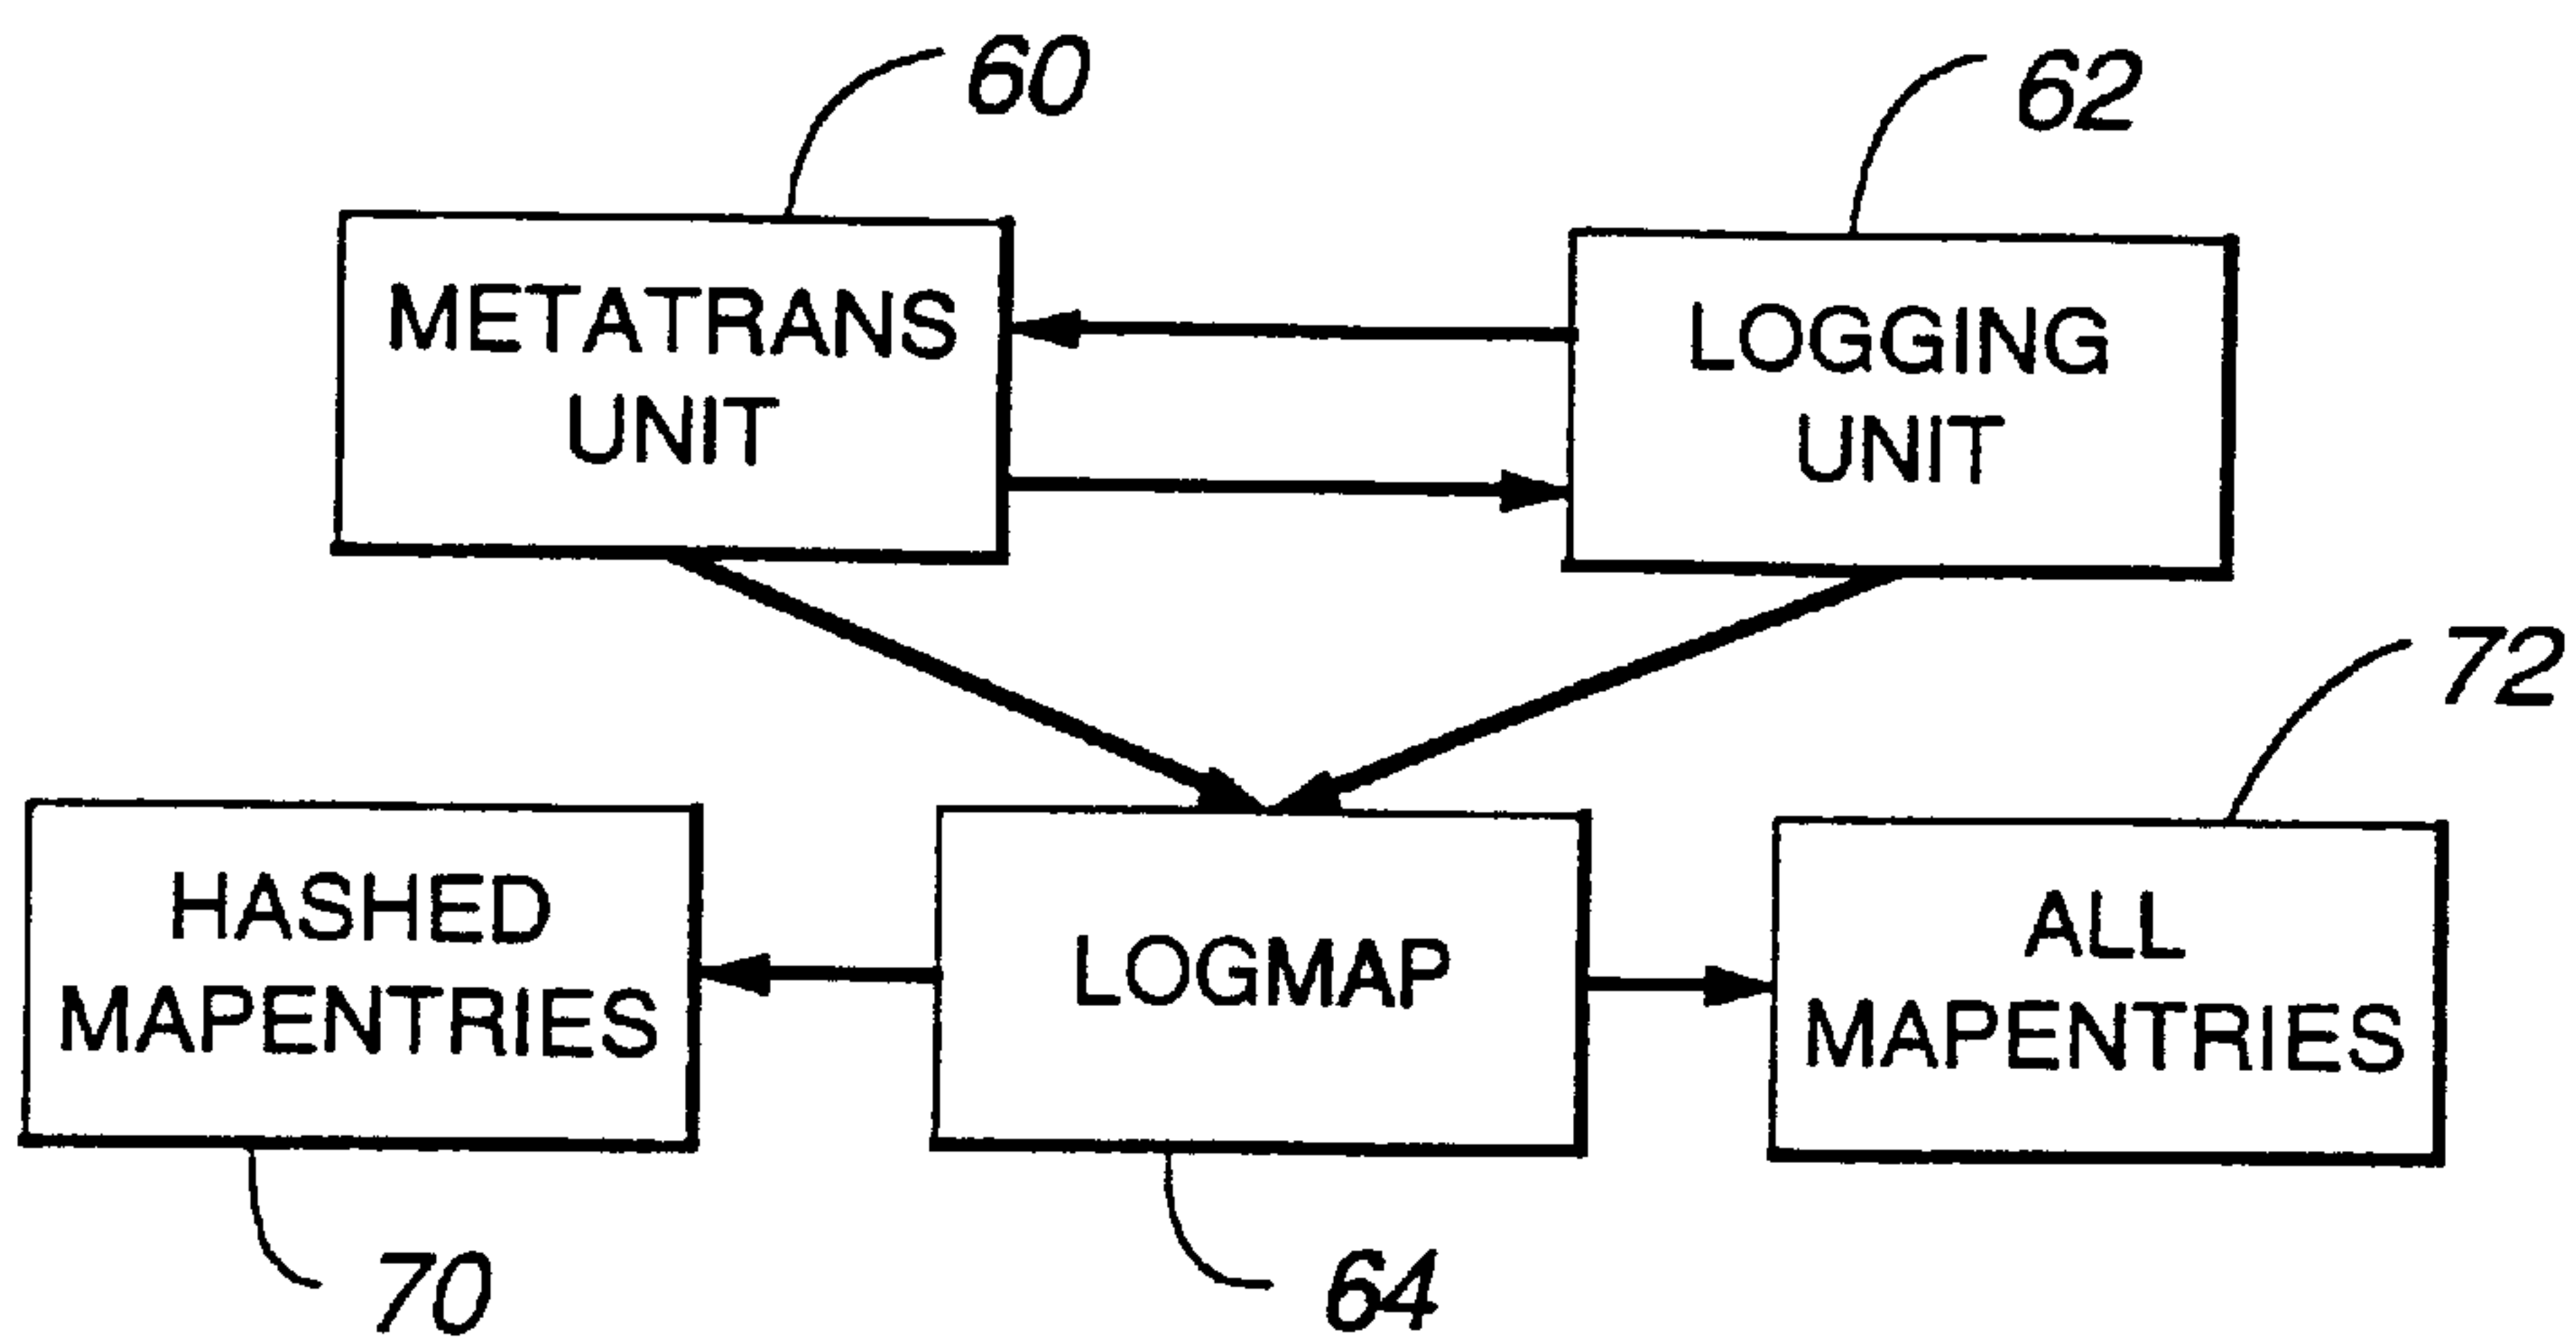 60
62
METATRANS
UNIT
LOGGING
UNIT
72
HASHED
MAPENTRIES
LOGMAP
ALL
MAPENTRIES
70
64